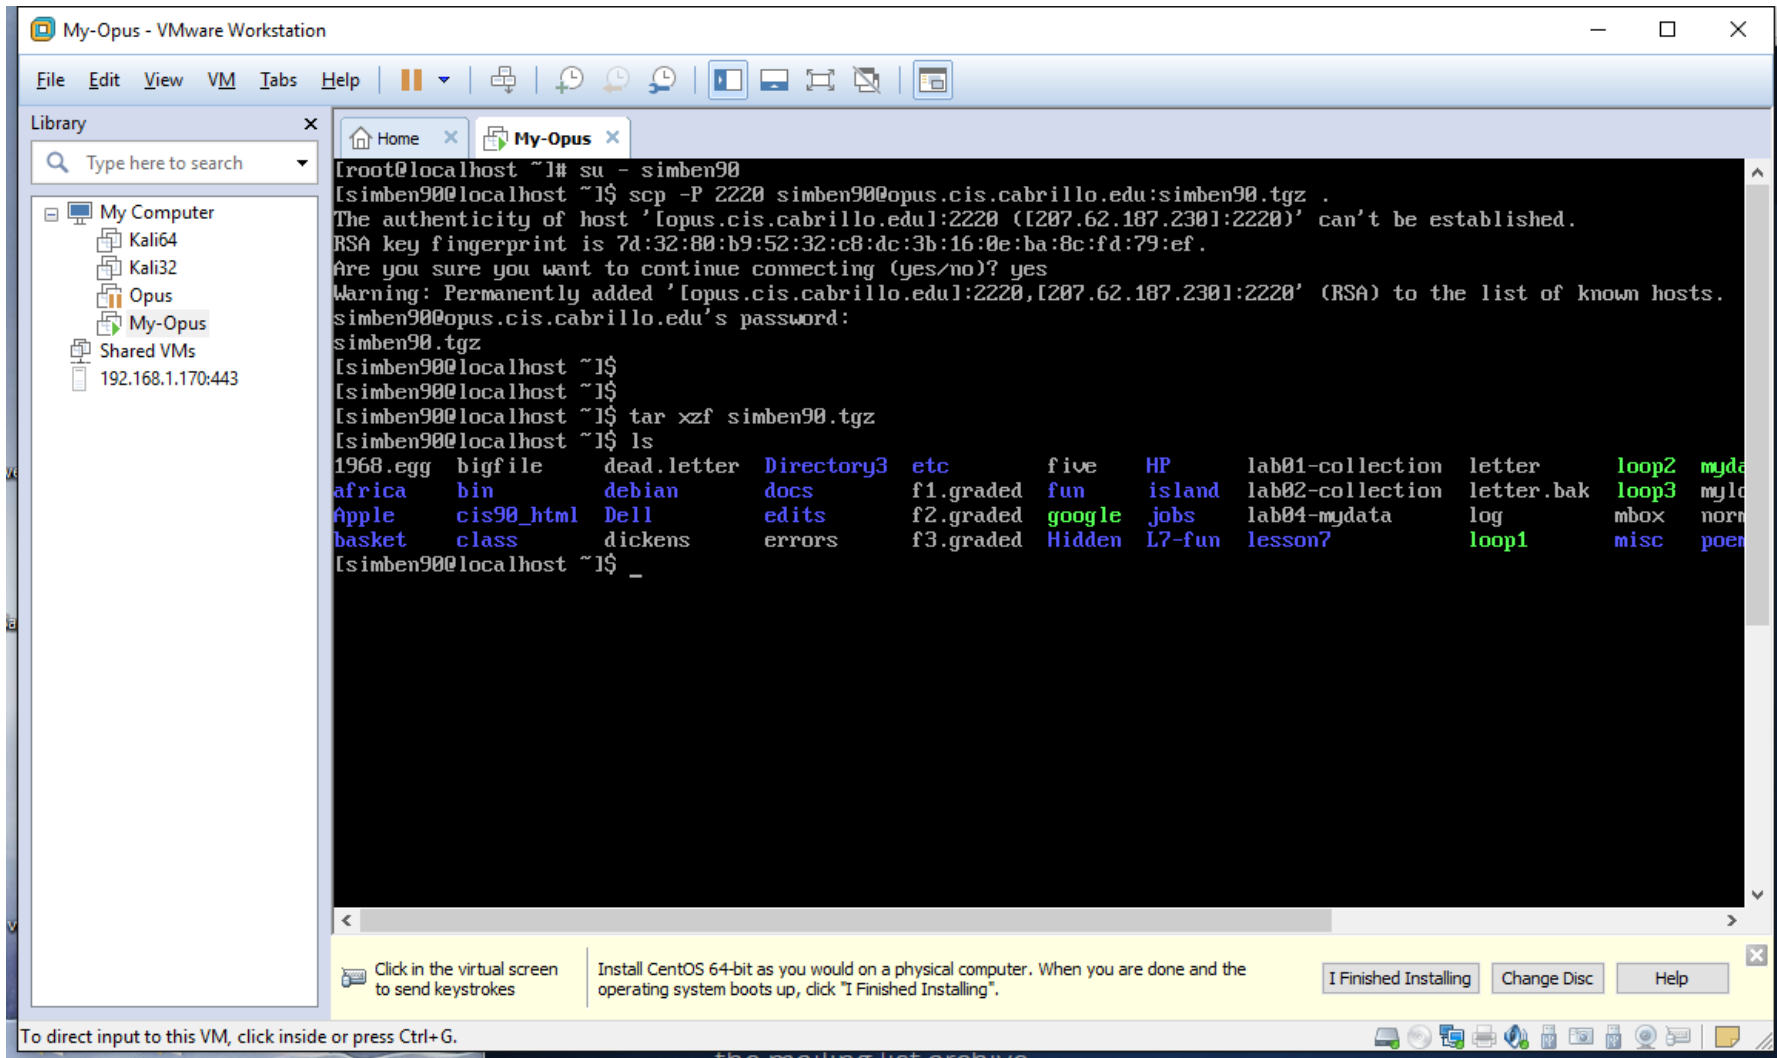 My-Opus - VMware Workstation
File Edit View VM Tabs Help
Library
Home My-Opus
Type here to search
My Computer
Kali64
Kali32
Opus
My-Opus
Shared VMs
192.168.1.170:443
[root@localhost ~]# su - simben90
[simben90@localhost ~]$ scp -P 2220 simben90@opus.cis.cabrillo.edu:simben90.tgz .
The authenticity of host '[opus.cis.cabrillo.edu]:2220 ([207.62.187.230]:2220)' can't be established.
RSA key fingerprint is 7d:32:80:b9:52:32:c8:dc:3b:16:0e:ba:8c:fd:79:ef.
Are you sure you want to continue connecting (yes/no)? yes
Warning: Permanently added '[opus.cis.cabrillo.edu]:2220,[207.62.187.230]:2220' (RSA) to the list of known hosts.
simben90@opus.cis.cabrillo.edu's password:
simben90.tgz
[simben90@localhost ~]$
[simben90@localhost ~]$
[simben90@localhost ~]$ tar xzf simben90.tgz
[simben90@localhost ~]$ ls
1968.egg bigfile dead.letter Directory3 etc five HP lab01-collection letter loop2 myda
africa bin debian docs f1.graded fun island lab02-collection letter.bak loop3 mylo
Apple cis90_html Dell edits f2.graded google jobs lab04-mydata log mbox norm
basket class dickens errors f3.graded Hidden L7-fun lesson7 loop1 misc poem
[simben90@localhost ~]$ _
Click in the virtual screen
to send keystrokes
Install CentOS 64-bit as you would on a physical computer. When you are done and the
operating system boots up, click "I Finished Installing".
I Finished Installing Change Disc Help
To direct input to this VM, click inside or press Ctrl+G.